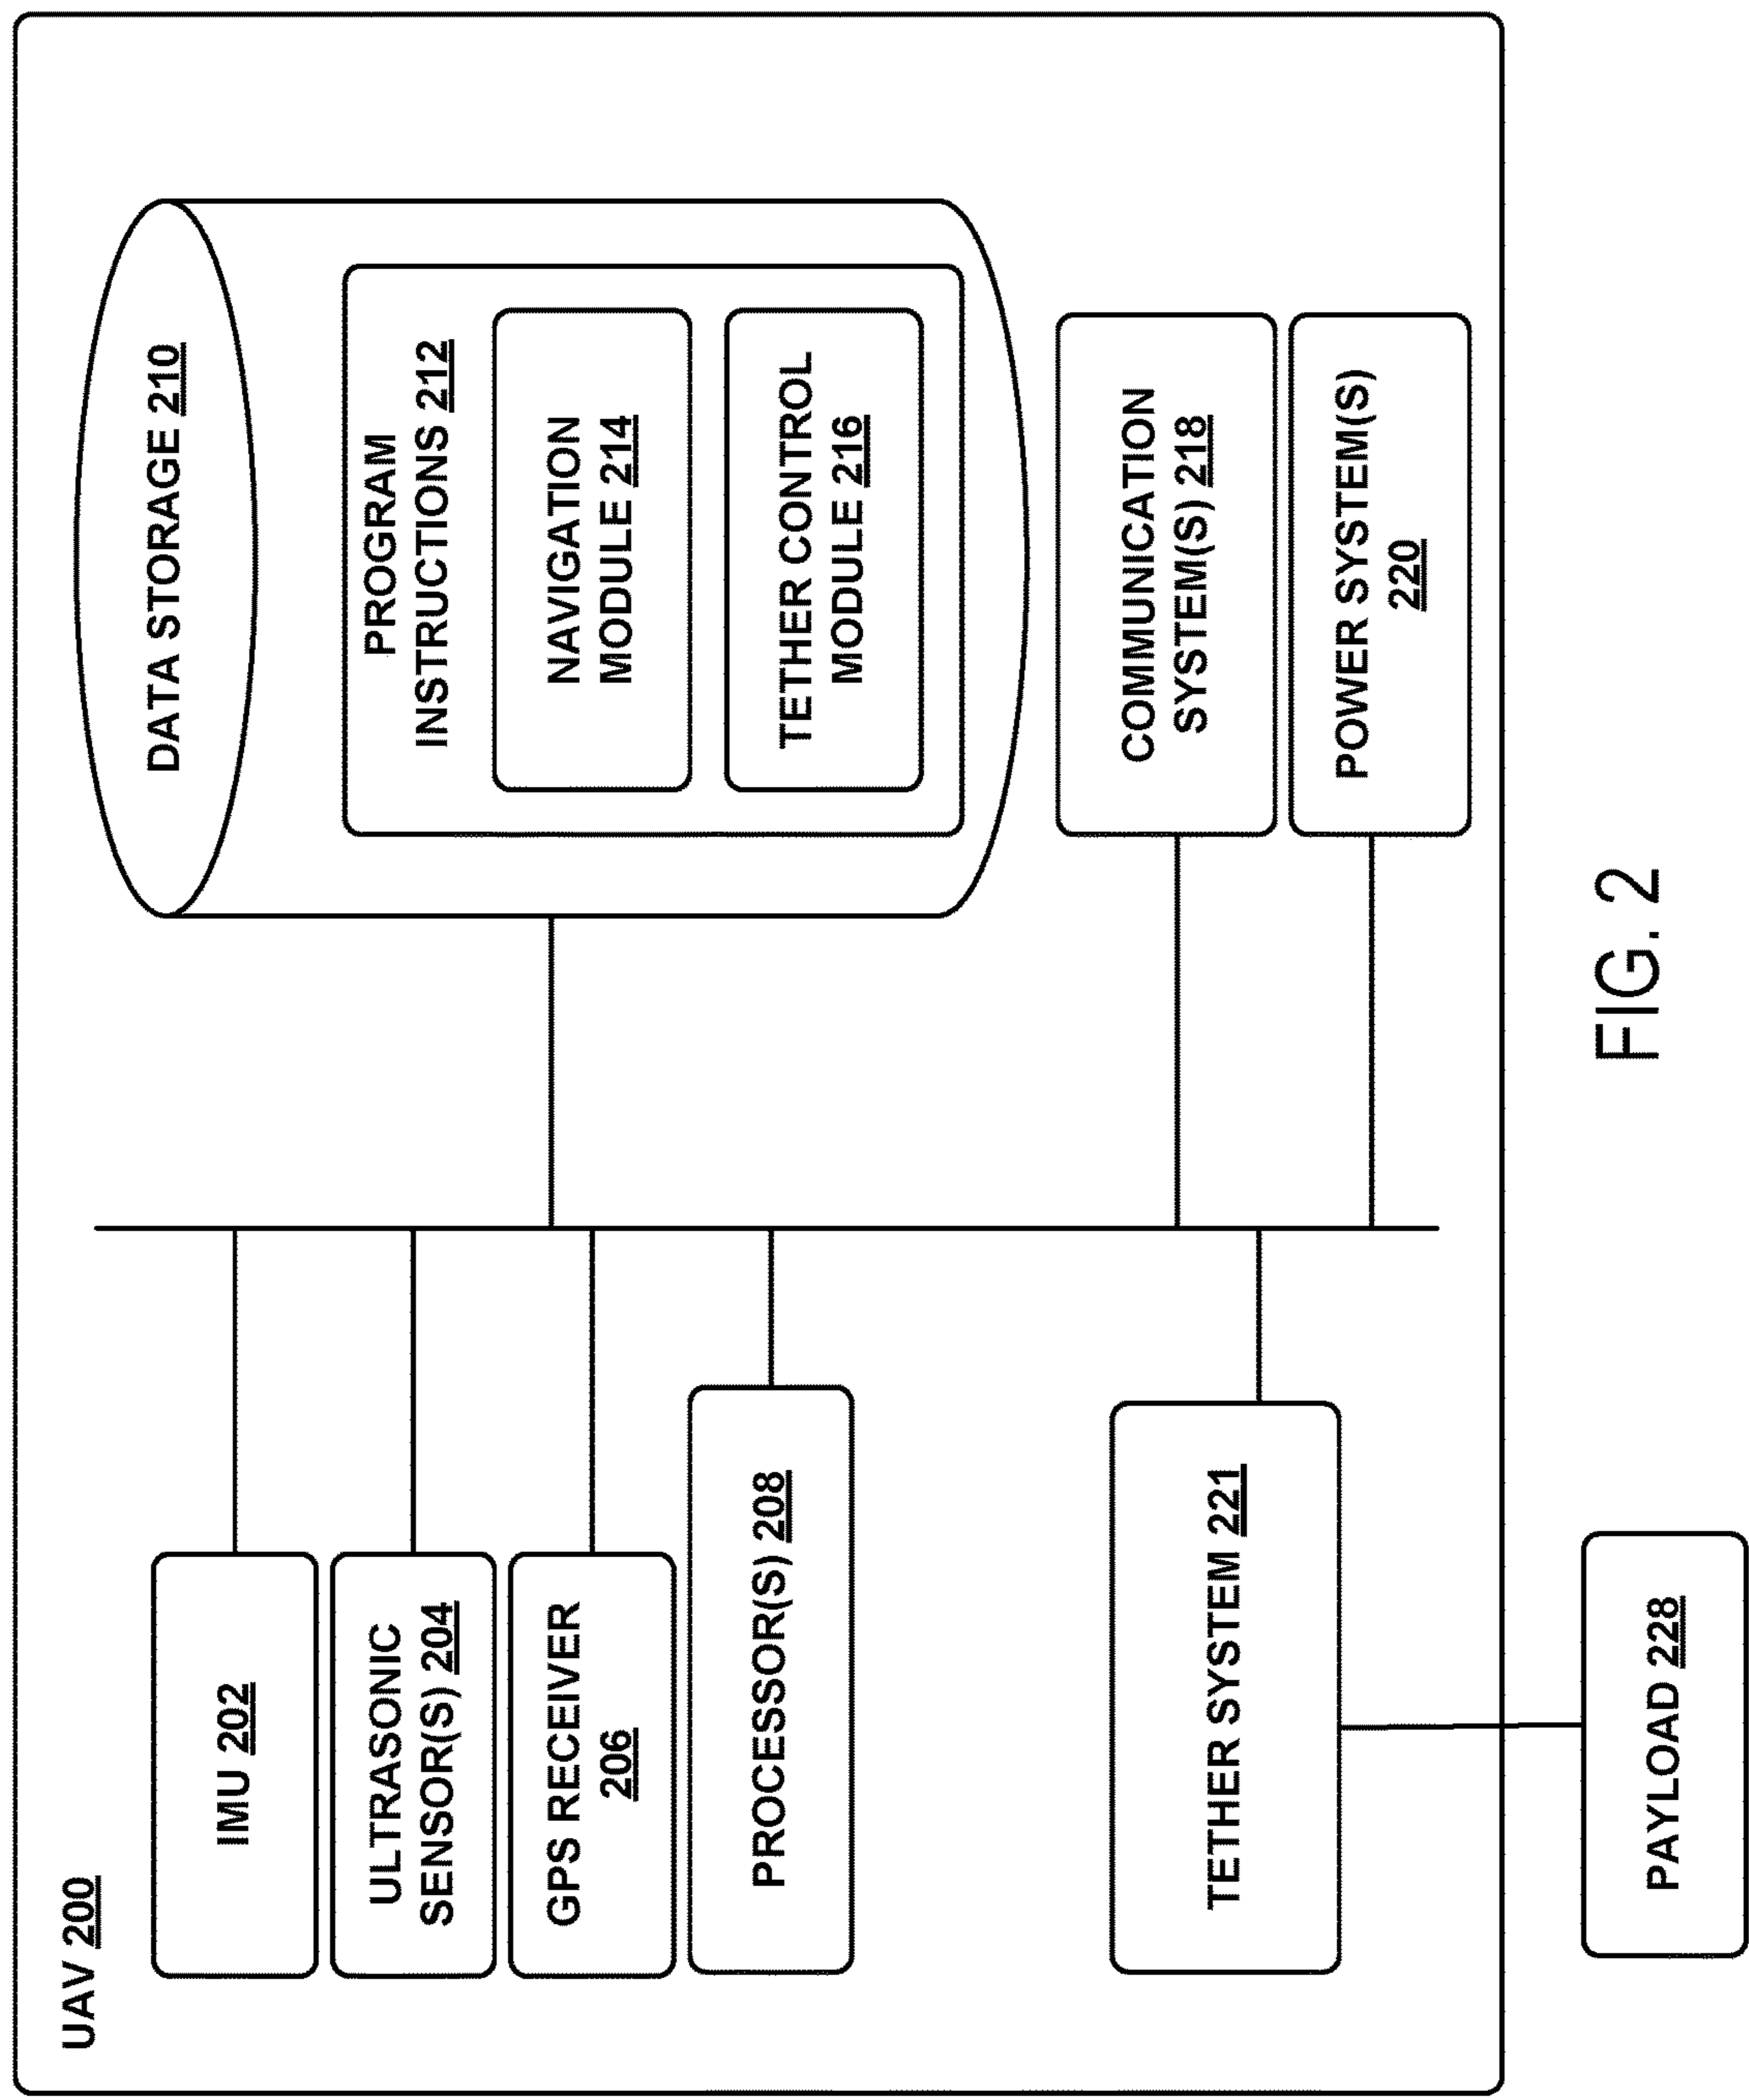 UAV 200
IMU 202
ULTRASONIC
SENSOR(S) 204
GPS RECEIVER
206
PROCESSOR(S) 208
TETHER SYSTEM 221
PAYLOAD 228
DATA STORAGE 210
PROGRAM
INSTRUCTIONS 212
NAVIGATION
MODULE 214
TETHER CONTROL
MODULE 216
COMMUNICATION
SYSTEM(S) 218
POWER SYSTEM(S)
220
FIG. 2